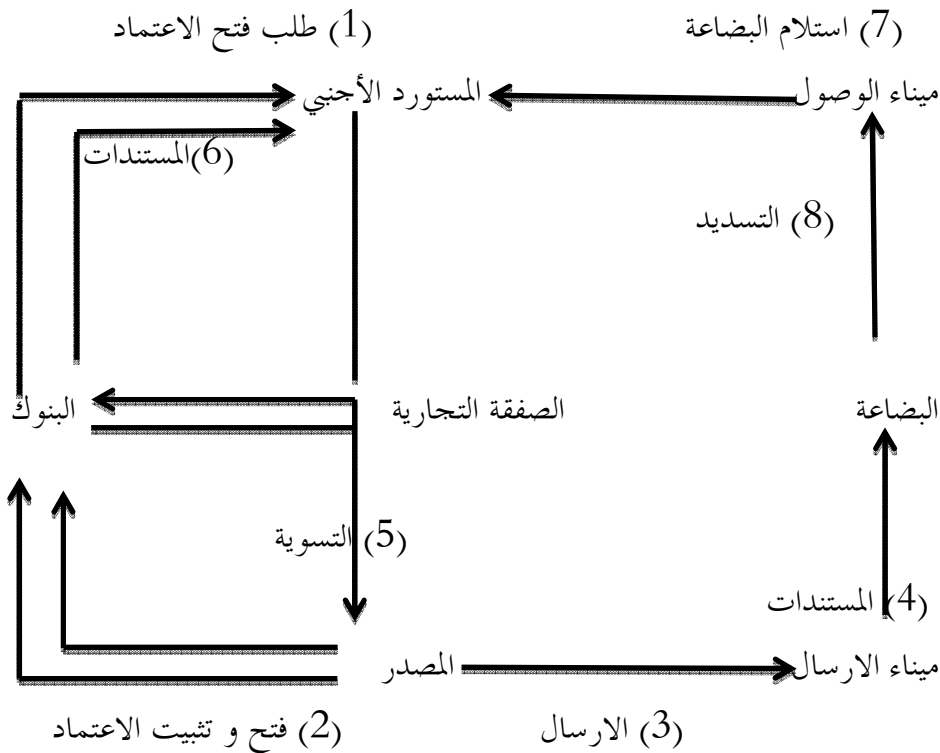 (7) استلام البضاعة
(1) طلب فتح الاعتماد
ميناء الوصول
المستورد الأجنبي
(6)المستندات
(8) التسديد
البضاعة
الصفقة التجارية
البنوك
(5) التسوية
(4) المستندات
ميناء الارسال
المصدر
(3) الارسال
(2) فتح و تثبيت الاعتماد